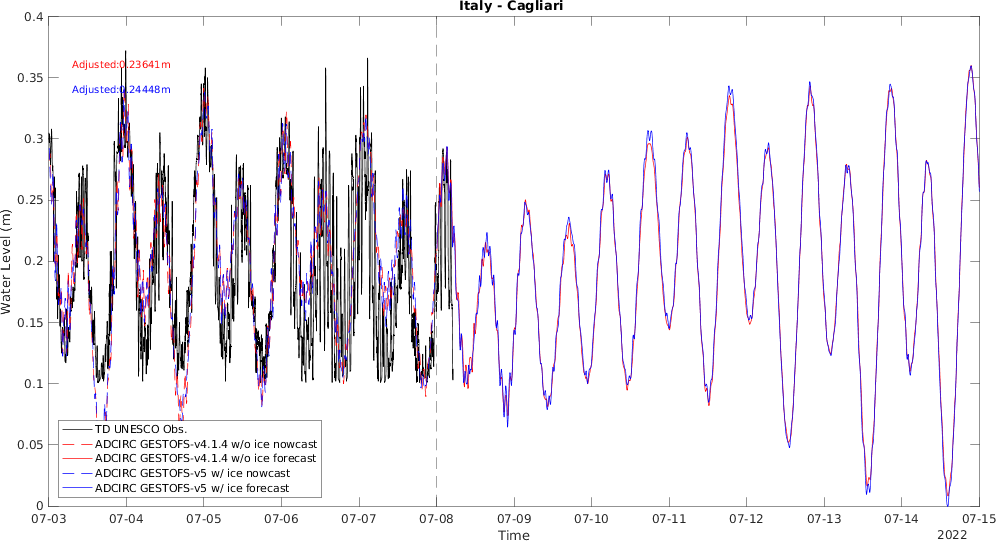 Italy - Cagliari
Adjusted:0.23641m
Adjusted:0.24448m
Water Level (m)
0.4
0.35
0.3
0.25
0.2
0.15
0.1
0.05
0
TD UNESCO Obs.
ADCIRC GESTOFS-v4.1.4 w/o ice nowcast
ADCIRC GESTOFS-v4.1.4 w/o ice forecast
ADCIRC GESTOFS-v5 w/ ice nowcast
ADCIRC GESTOFS-v5 w/ ice forecast
07-03 07-04 07-05 07-06 07-07 07-08 07-09 07-10 07-11 07-12 07-13 07-14 07-15
Time
2022